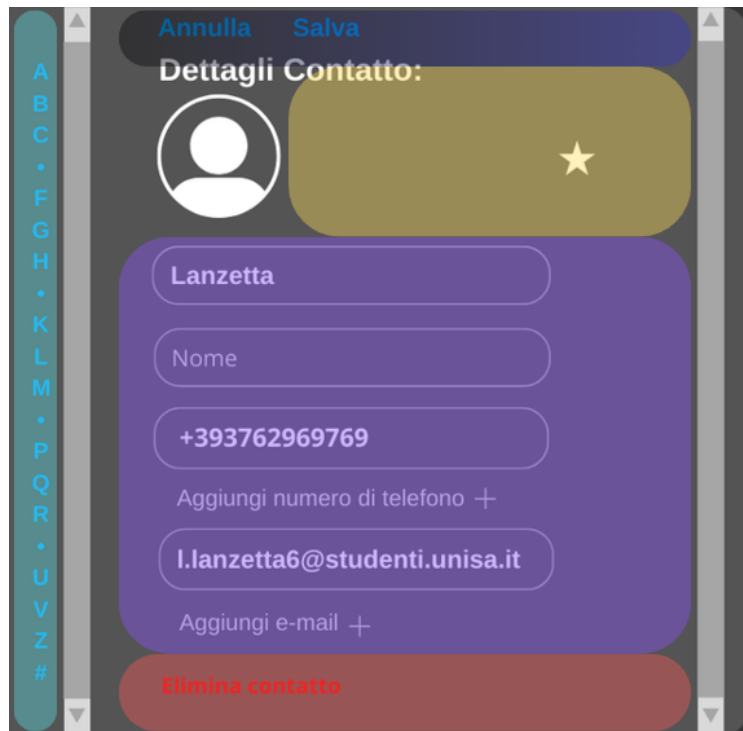 Annulla Salva
Dettagli Contatto:
A
B
C
•
F
G
H
•
K
L
M
•
P
Q
R
•
U
V
Z
#
Lanzetta
Nome
+393762969769
Aggiungi numero di telefono +
l.lanzetta6@studenti.unisa.it
Aggiungi e-mail +
Elimina contatto